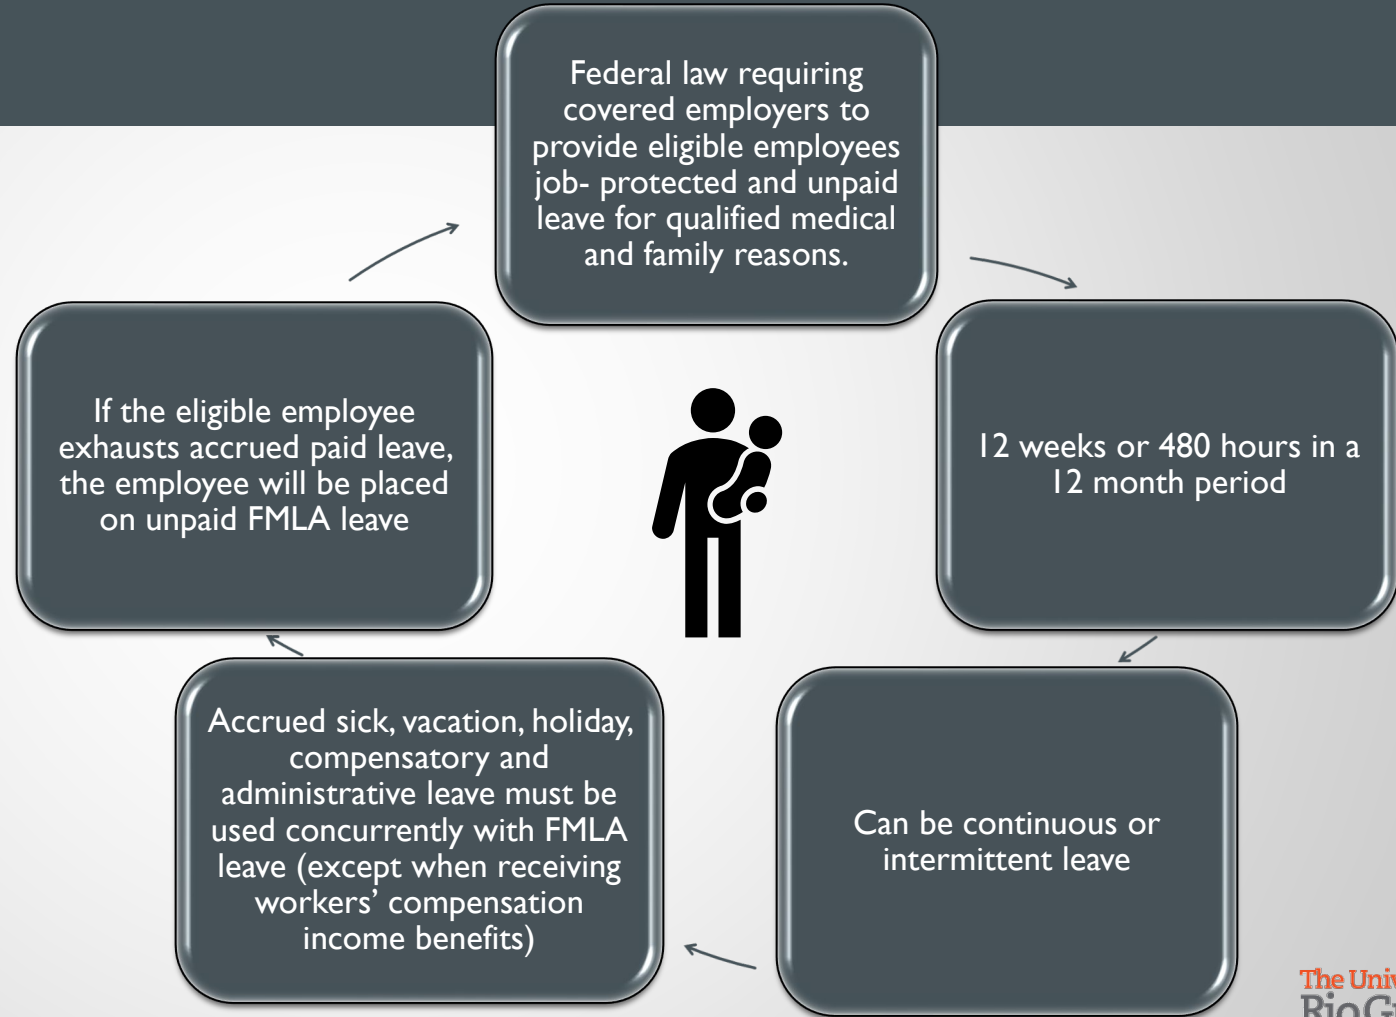 Federal law requiring
covered employers to
provide eligible employees
job- protected and unpaid
leave for qualified medical
and family reasons.
12 weeks or 480 hours in a
12 month period
Can be continuous or
intermittent leave
Accrued sick, vacation, holiday,
compensatory and
administrative leave must be
used concurrently with FMLA
leave (except when receiving
workers’ compensation
income benefits)
If the eligible employee
exhausts accrued paid leave,
the employee will be placed
on unpaid FMLA leave
The
Rio